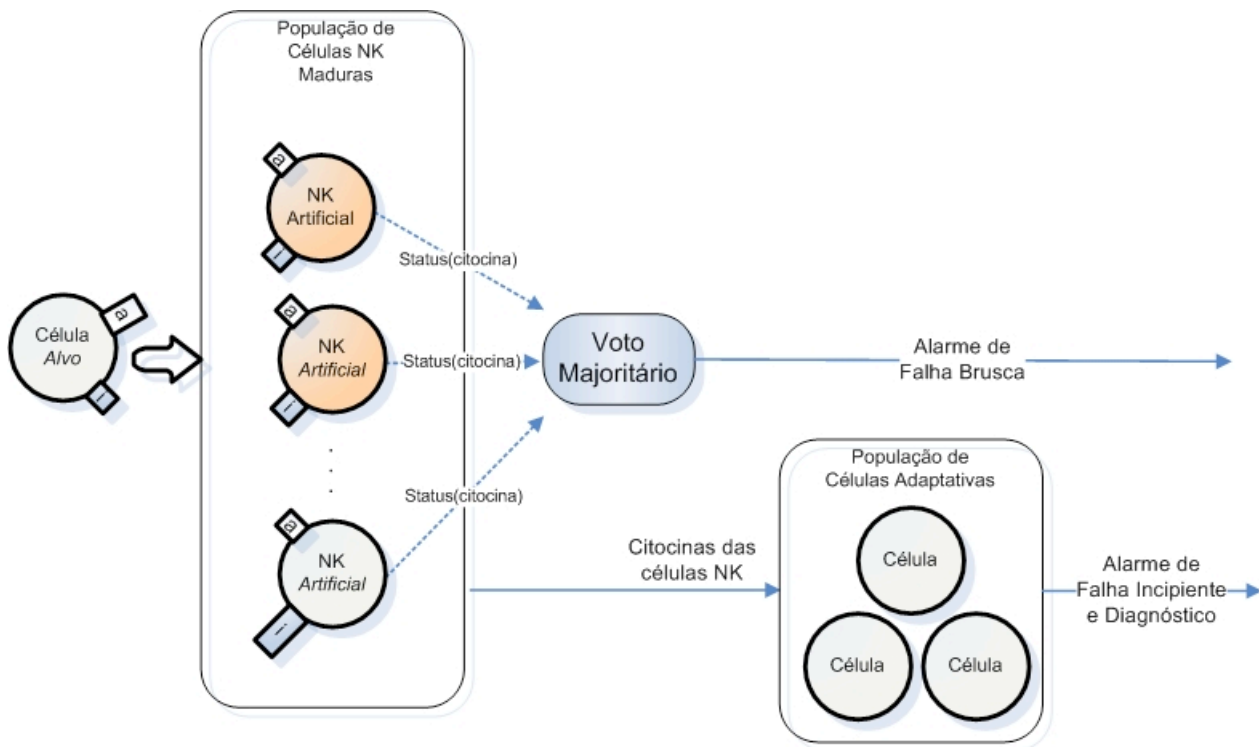 População de
Células NK
Maduras
a
NK
Artificial
i
Status(citocina)
Célula
Alvo
a
i
a
NK
Artificial
i
Status(citocina)
Voto
Majoritário
Alarme de
Falha Brusca
Status(citocina)
a
NK
Artificial
i
Citocinas das
células NK
População de
Células Adaptativas
Célula
Célula
Célula
Alarme de
Falha Incipiente
e Diagnóstico